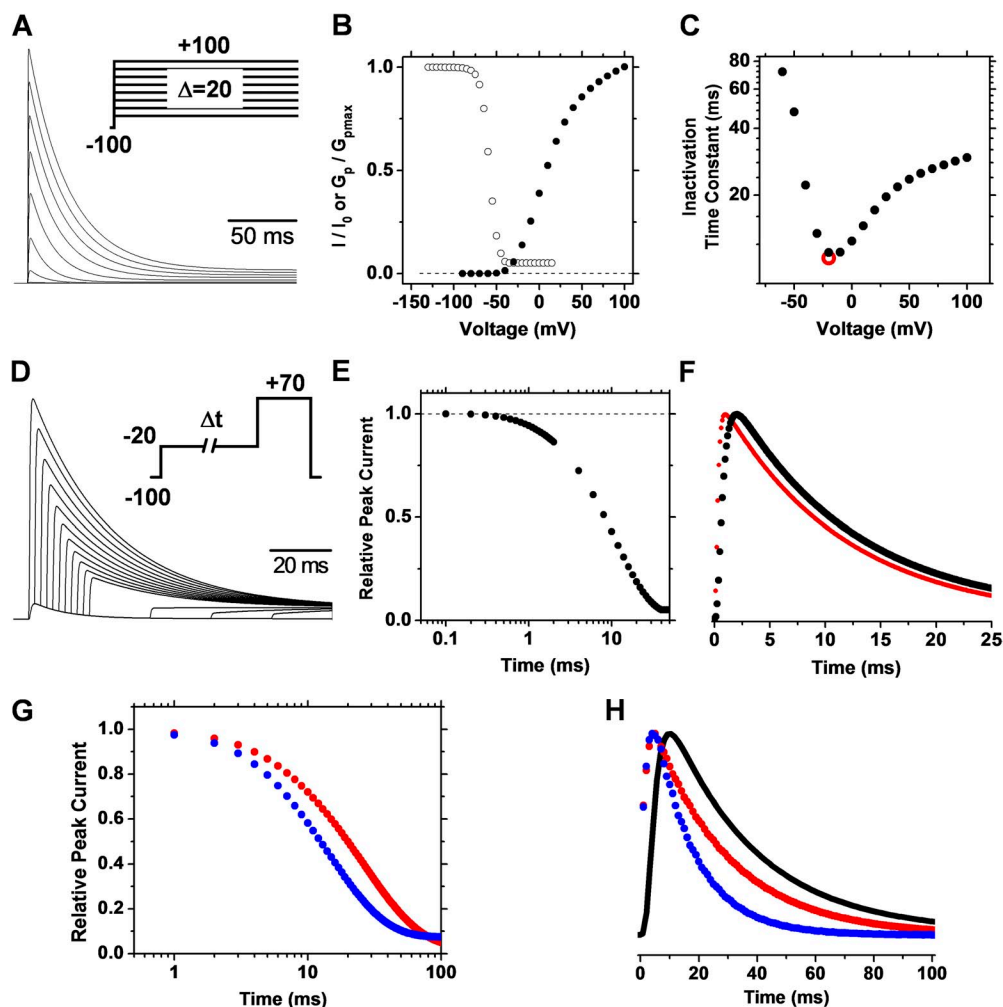 A
+100
Δ=20
-100
50 ms
B
I / I₀ or Gₚ / Gₚₘₐₓ
1.0
0.5
0.0
-150 -100 -50 0 50 100
Voltage (mV)
C
Inactivation
Time Constant (ms)
80
60
40
20
-50 0 50 100
Voltage (mV)
D
+70
Δt
-20
-100
20 ms
E
Relative Peak Current
1.0
0.5
0.0
0.1 1 10
Time (ms)
F
0 5 10 15 20 25
Time (ms)
G
Relative Peak Current
1.0
0.8
0.6
0.4
0.2
0.0
1 10 100
Time (ms)
H
0 20 40 60 80 100
Time (ms)